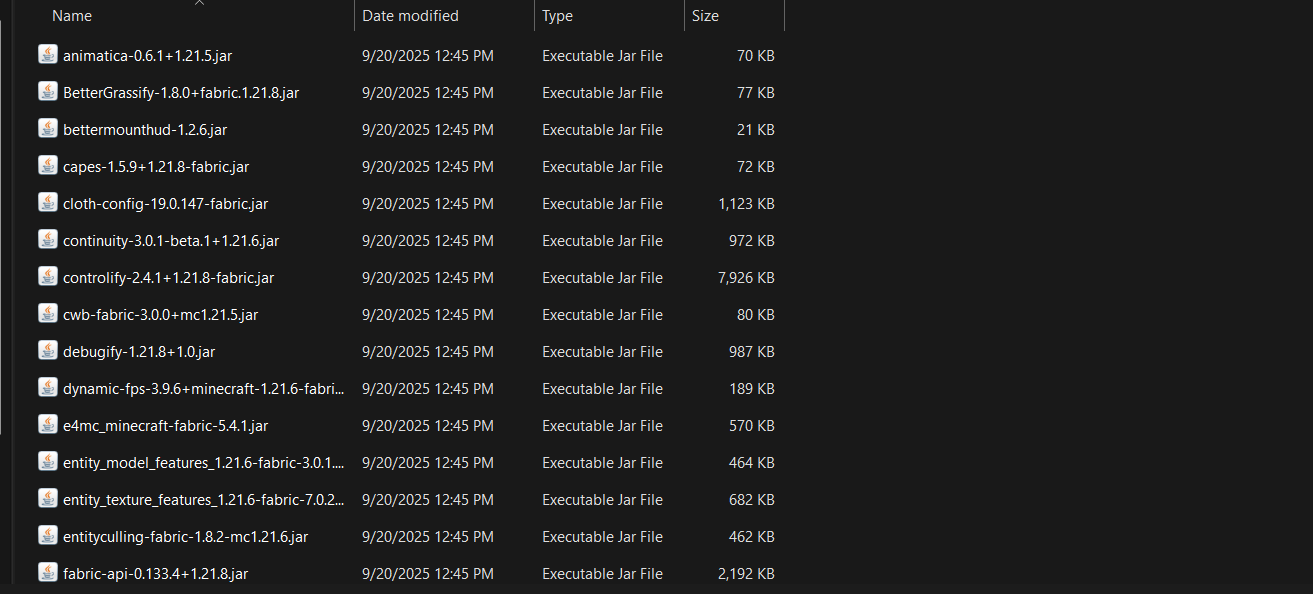 Name Date modified Type Size
animatica-0.6.1+1.21.5.jar 9/20/2025 12:45 PM Executable Jar File 70 KB
BetterGrassify-1.8.0+fabric.1.21.8.jar 9/20/2025 12:45 PM Executable Jar File 77 KB
bettermounthud-1.2.6.jar 9/20/2025 12:45 PM Executable Jar File 21 KB
capes-1.5.9+1.21.8-fabric.jar 9/20/2025 12:45 PM Executable Jar File 72 KB
cloth-config-19.0.147-fabric.jar 9/20/2025 12:45 PM Executable Jar File 1,123 KB
continuity-3.0.1-beta.1+1.21.6.jar 9/20/2025 12:45 PM Executable Jar File 972 KB
controlify-2.4.1+1.21.8-fabric.jar 9/20/2025 12:45 PM Executable Jar File 7,926 KB
cwb-fabric-3.0.0+mc1.21.5.jar 9/20/2025 12:45 PM Executable Jar File 80 KB
debugify-1.21.8+1.0.jar 9/20/2025 12:45 PM Executable Jar File 987 KB
dynamic-fps-3.9.6+minecraft-1.21.6-fabri... 9/20/2025 12:45 PM Executable Jar File 189 KB
e4mc_minecraft-fabric-5.4.1.jar 9/20/2025 12:45 PM Executable Jar File 570 KB
entity_model_features_1.21.6-fabric-3.0.1.... 9/20/2025 12:45 PM Executable Jar File 464 KB
entity_texture_features_1.21.6-fabric-7.0.2... 9/20/2025 12:45 PM Executable Jar File 682 KB
entityculling-fabric-1.8.2-mc1.21.6.jar 9/20/2025 12:45 PM Executable Jar File 462 KB
fabric-api-0.133.4+1.21.8.jar 9/20/2025 12:45 PM Executable Jar File 2,192 KB